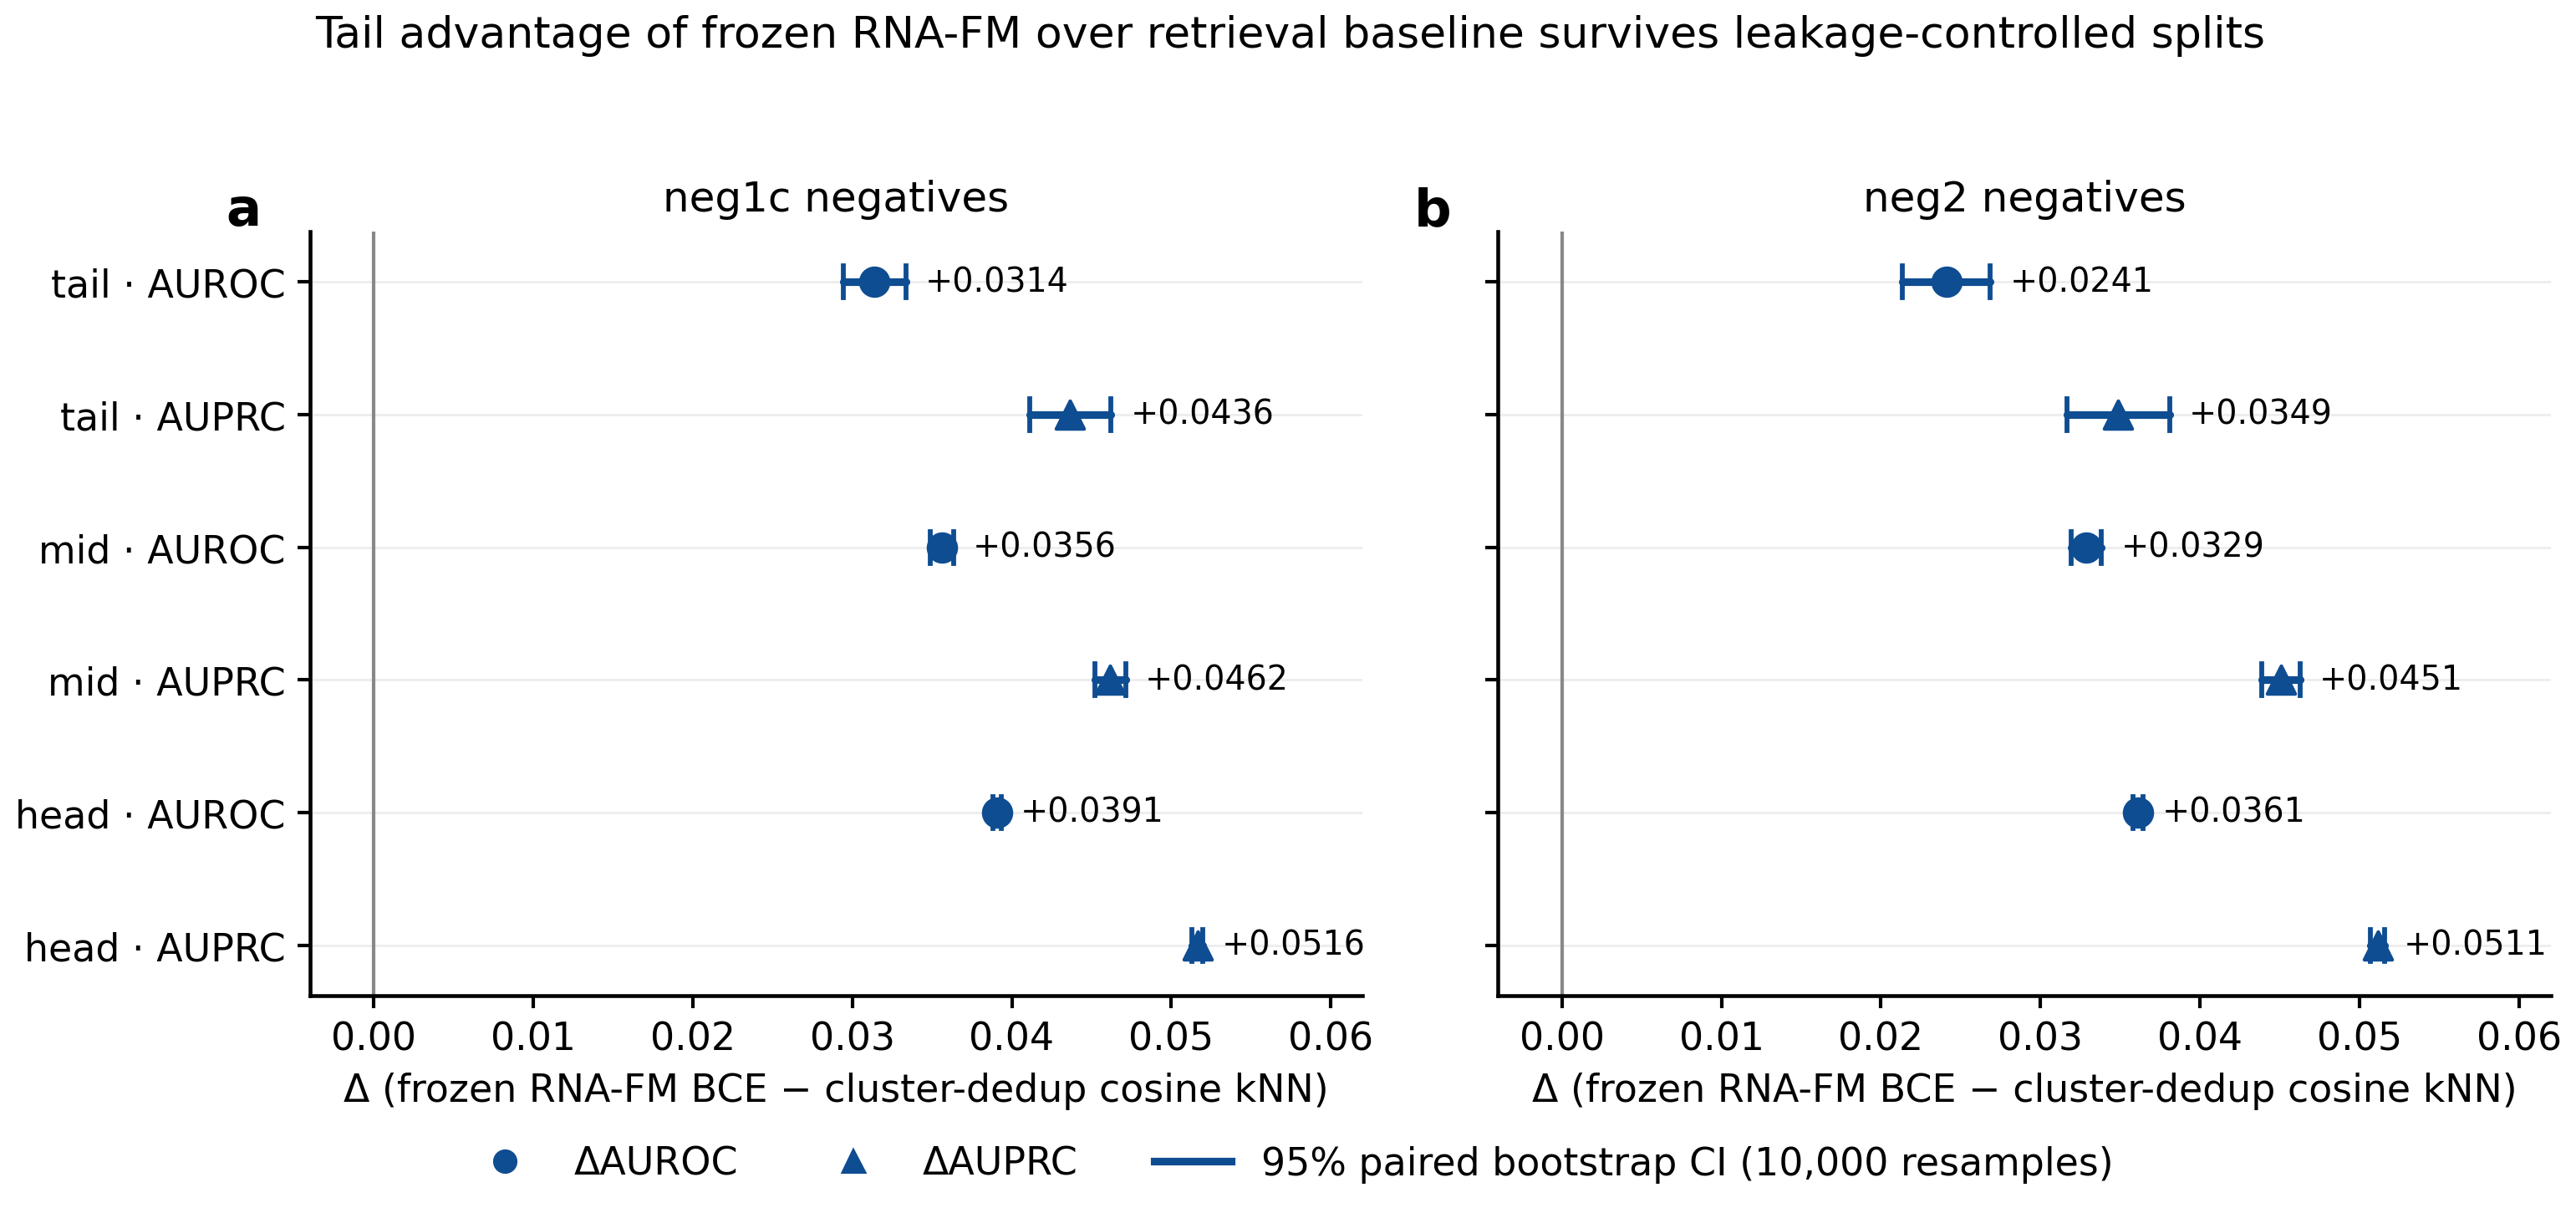 Tail advantage of frozen RNA-FM over retrieval baseline survives leakage-controlled splits
a
neg1c negatives
tail · AUROC
+0.0314
tail · AUPRC
+0.0436
mid · AUROC
+0.0356
mid · AUPRC
+0.0462
head · AUROC
+0.0391
head · AUPRC
+0.0516
0.00 0.01 0.02 0.03 0.04 0.05 0.06
Δ (frozen RNA-FM BCE − cluster-dedup cosine kNN)
b
neg2 negatives
+0.0241
+0.0349
+0.0329
+0.0451
+0.0361
+0.0511
0.00 0.01 0.02 0.03 0.04 0.05 0.06
Δ (frozen RNA-FM BCE − cluster-dedup cosine kNN)
ΔAUROC ΔAUPRC 95% paired bootstrap CI (10,000 resamples)